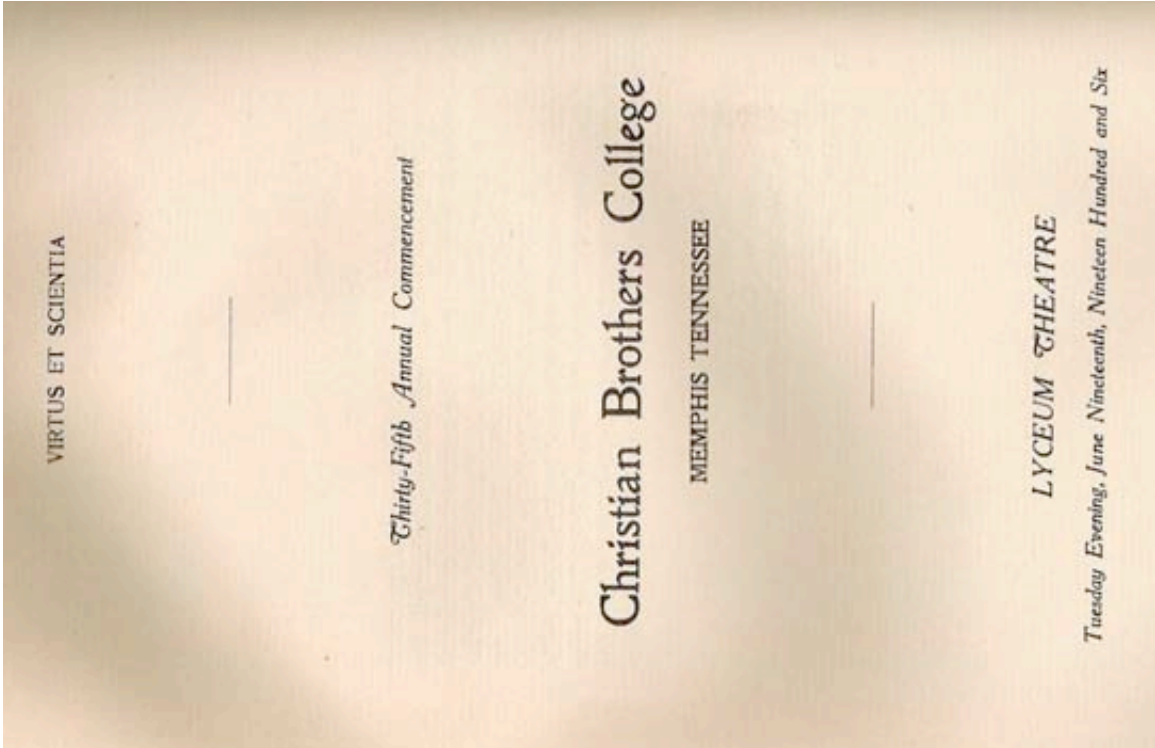 VIRTUS ET SCIENTIA
Thirty-Fifth Annual Commencement
Christian Brothers College
MEMPHIS TENNESSEE
LYCEUM THEATRE
Tuesday Evening, June Nineteenth, Nineteen Hundred and Six